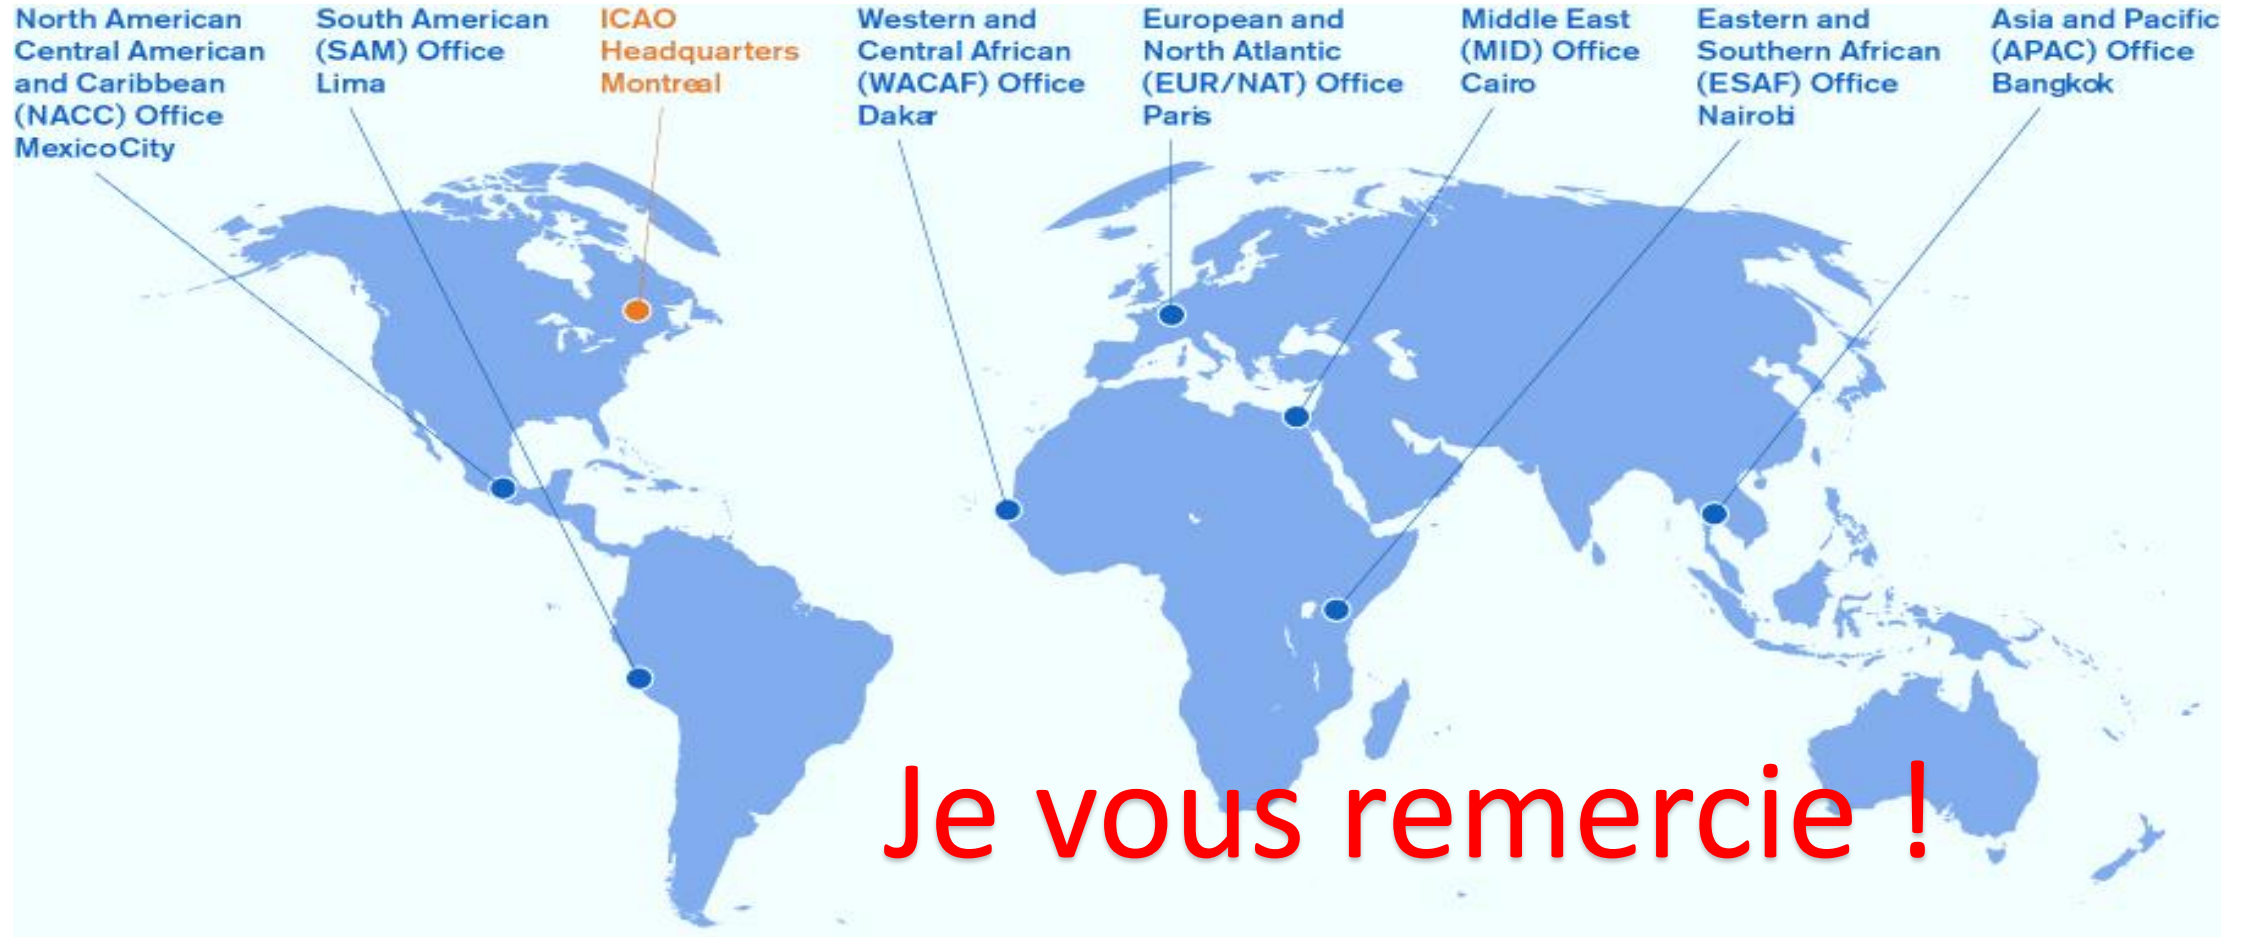 North American
Central American
and Caribbean
(NACC) Office
MexicoCity
South American
(SAM) Office
Lima
ICAO
Headquarters
Montreal
Western and
Central African
(WACAF) Office
Dakar
European and
North Atlantic
(EUR/NAT) Office
Paris
Middle East
(MID) Office
Cairo
Eastern and
Southern African
(ESAF) Office
Nairobi
Asia and Pacific
(APAC) Office
Bangkok
Je vous remercie !